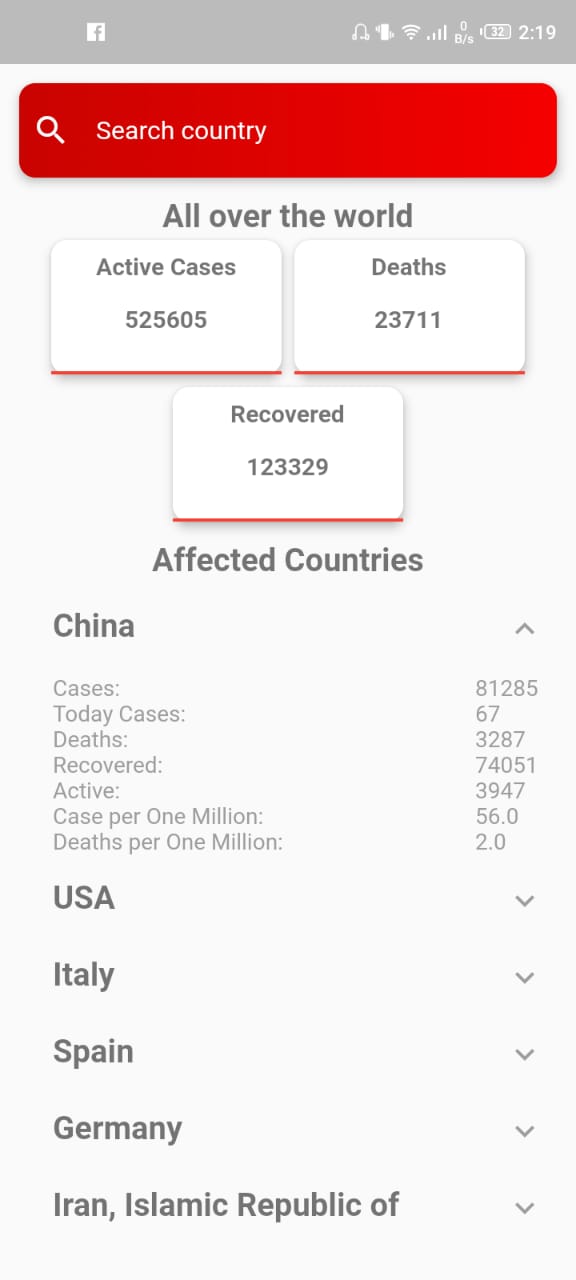 0 B/s 32 2:19
Search country
All over the world
Active Cases Deaths
525605 23711
Recovered
123329
Affected Countries
China
Cases: 81285
Today Cases: 67
Deaths: 3287
Recovered: 74051
Active: 3947
Case per One Million: 56.0
Deaths per One Million: 2.0
USA
Italy
Spain
Germany
Iran, Islamic Republic of